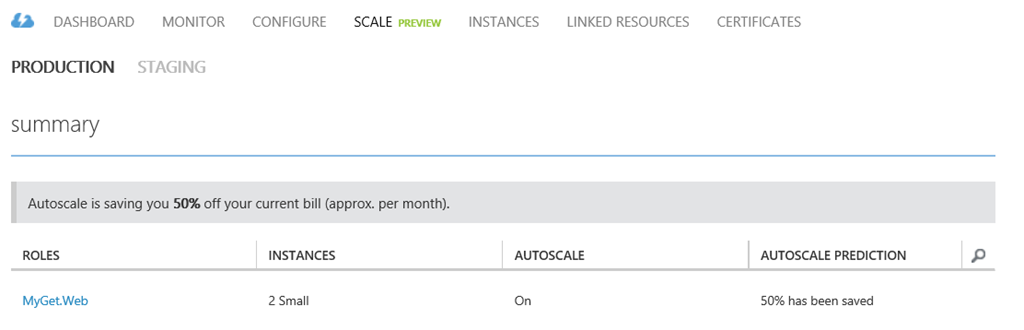 DASHBOARD MONITOR CONFIGURE SCALE PREVIEW INSTANCES LINKED RESOURCES CERTIFICATES
PRODUCTION STAGING
summary
Autoscale is saving you 50% off your current bill (approx. per month).
ROLES INSTANCES AUTOSCALE AUTOSCALE PREDICTION
MyGet.Web 2 Small On 50% has been saved